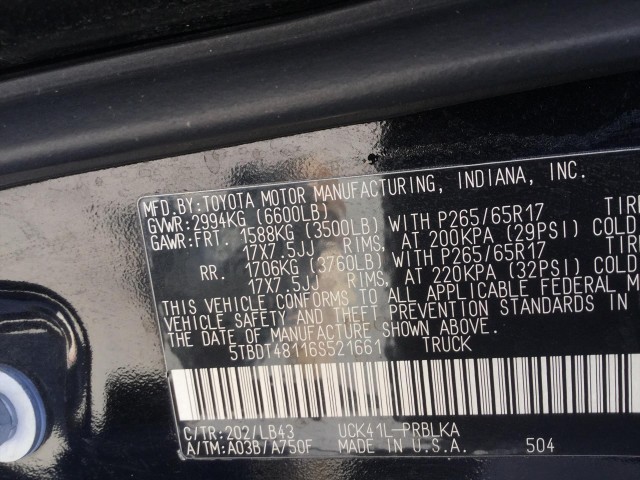 MFD.BY:TOYOTA MOTOR MANUFACTURING, INDIANA, INC.
GVWR:2994KG (6600LB)
GAWR:FRT. 1588KG (3500LB) WITH P265/65R17 TIRE
17X7.5JJ RIMS, AT 200KPA (29PSI) COLD
RR. 1706KG (3760LB) WITH P265/65R17 TIRE
17X7.5JJ RIMS, AT 220KPA (32PSI) COLD
THIS VEHICLE CONFORMS TO ALL APPLICABLE FEDERAL M
VEHICLE SAFETY AND THEFT PREVENTION STANDARDS IN
THE DATE OF MANUFACTURE SHOWN ABOVE.
5TBDT48116S521661 TRUCK
C/TR:202/LB43 UCK41L-PRBLKA
A/TM:A03B/A750F MADE IN U.S.A. 504